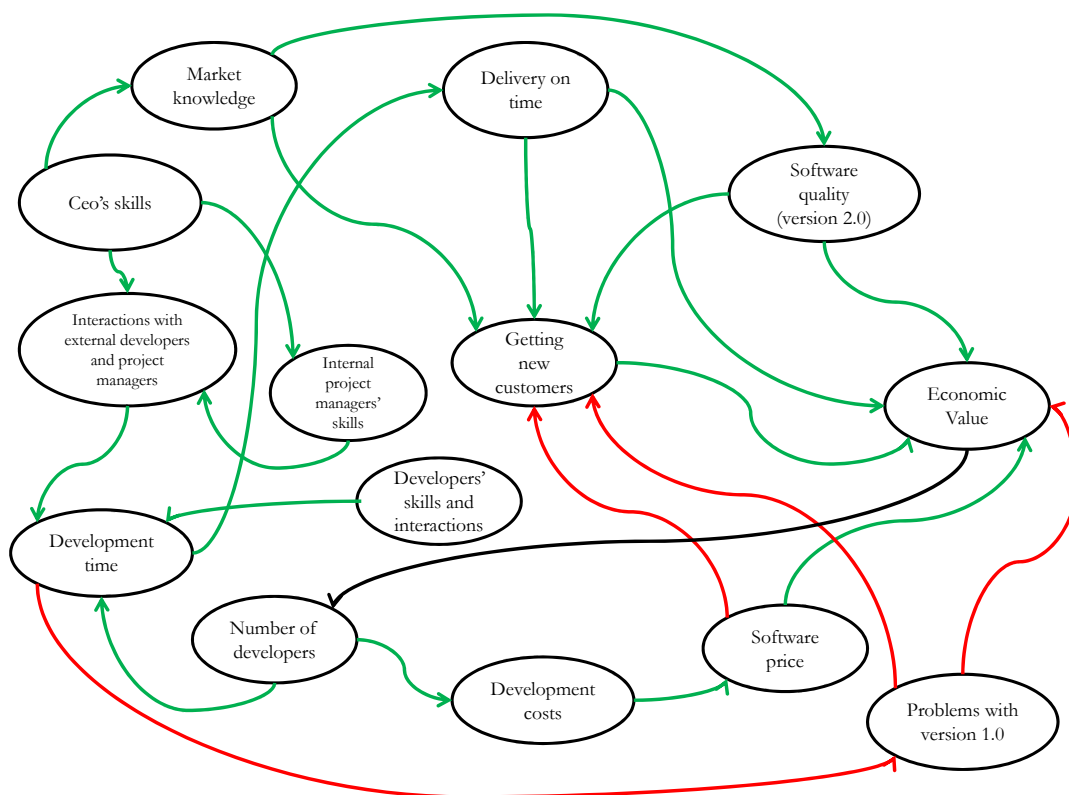 Market
knowledge
Delivery on
time
Software
quality
(version 2.0)
Ceo's skills
Interactions with
external developers
and project
managers
Internal
project
managers'
skills
Getting
new
customers
Economic
Value
Developers'
skills and
interactions
Development
time
Number of
developers
Software
price
Development
costs
Problems with
version 1.0